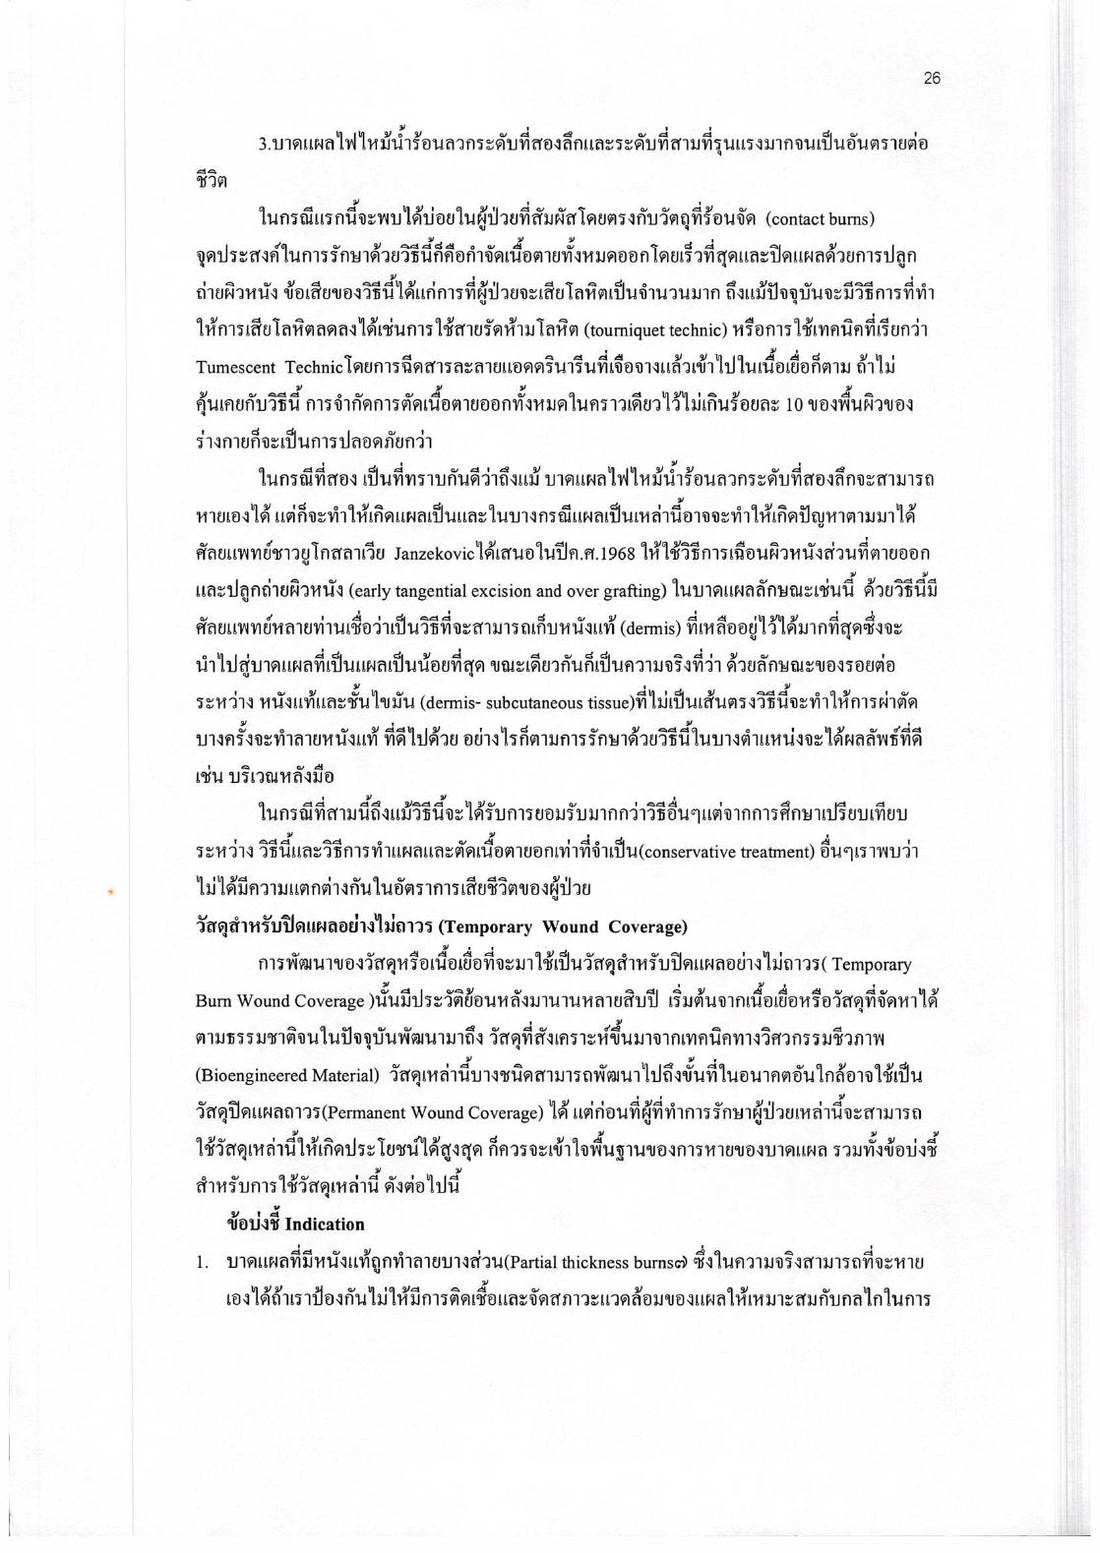 26
3.บาดแผลไฟไหม้น้ำร้อนลวกระดับที่สองลึกและระดับที่สามที่รุนแรงมากจนเป็นอันตรายต่อ
ชีวิต
ในกรณีแรกนี้จะพบได้บ่อยในผู้ป่วยที่สัมผัสโดยตรงกับวัตถุที่ร้อนจัด (contact burns)
จุดประสงค์ในการรักษาด้วยวิธีนี้ก็คือกำจัดเนื้อตายทั้งหมดออกโดยเร็วที่สุดและปิดแผลด้วยการปลูก
ถ่ายผิวหนัง ข้อเสียของวิธีนี้ได้แก่การที่ผู้ป่วยจะเสียโลหิตเป็นจำนวนมาก ถึงแม้ปัจจุบันจะมีวิธีการที่ทำ
ให้การเสียโลหิตลดลงได้เช่นการใช้สายรัดห้ามโลหิต (tourniquet technic) หรือการใช้เทคนิคที่เรียกว่า
Tumescent Technicโดยการฉีดสารละลายแอดดรินารีนที่เจือจางแล้วเข้าไปในเนื้อเยื่อก็ตาม ถ้าไม่
คุ้นเคยกับวิธีนี้ การจำกัดการตัดเนื้อตายออกทั้งหมดในคราวเดียวไว้ไม่เกินร้อยละ 10 ของพื้นผิวของ
ร่างกายก็จะเป็นการปลอดภัยกว่า
ในกรณีที่สอง เป็นที่ทราบกันดีว่าถึงแม้ บาดแผลไฟไหม้น้ำร้อนลวกระดับที่สองลึกจะสามารถ
หายเองได้ แต่ก็จะทำให้เกิดแผลเป็นและในบางกรณีแผลเป็นเหล่านี้อาจจะทำให้เกิดปัญหาตามมาได้
ศัลยแพทย์ชาวยูโกสลาเวีย Janzekovicได้เสนอในปีค.ศ.1968 ให้ใช้วิธีการเฉือนผิวหนังส่วนที่ตายออก
และปลูกถ่ายผิวหนัง (early tangential excision and over grafting) ในบาดแผลลักษณะเช่นนี้ ด้วยวิธีนี้มี
ศัลยแพทย์หลายท่านเชื่อว่าเป็นวิธีที่จะสามารถเก็บหนังแท้ (dermis) ที่เหลืออยู่ไว้ได้มากที่สุดซึ่งจะ
นำไปสู่บาดแผลที่เป็นแผลเป็นน้อยที่สุด ขณะเดียวกันก็เป็นความจริงที่ว่า ด้วยลักษณะของรอยต่อ
ระหว่าง หนังแท้และชั้นไขมัน (dermis- subcutaneous tissue)ที่ไม่เป็นเส้นตรงวิธีนี้จะทำให้การผ่าตัด
บางครั้งจะทำลายหนังแท้ ที่ดีไปด้วย อย่างไรก็ตามการรักษาด้วยวิธีนี้ในบางตำแหน่งจะได้ผลลัพธ์ที่ดี
เช่น บริเวณหลังมือ
ในกรณีที่สามนี้ถึงแม้วิธีนี้จะได้รับการยอมรับมากกว่าวิธีอื่นๆแต่จากการศึกษาเปรียบเทียบ
ระหว่าง วิธีนี้และวิธีการทำแผลและตัดเนื้อตายอกเท่าที่จำเป็น(conservative treatment) อื่นๆเราพบว่า
ไม่ได้มีความแตกต่างกันในอัตราการเสียชีวิตของผู้ป่วย
วัสดุสำหรับปิดแผลอย่างไม่ถาวร (Temporary Wound Coverage)
การพัฒนาของวัสดุหรือเนื้อเยื่อที่จะมาใช้เป็นวัสดุสำหรับปิดแผลอย่างไม่ถาวร( Temporary
Burn Wound Coverage )นั้นมีประวัติย้อนหลังมานานหลายสิบปี เริ่มต้นจากเนื้อเยื่อหรือวัสดุที่จัดหาได้
ตามธรรมชาติจนในปัจจุบันพัฒนามาถึง วัสดุที่สังเคราะห์ขึ้นมาจากเทคนิคทางวิศวกรรมชีวภาพ
(Bioengineered Material) วัสดุเหล่านี้บางชนิดสามารถพัฒนาไปถึงขั้นที่ในอนาคตอันใกล้อาจใช้เป็น
วัสดุปิดแผลถาวร(Permanent Wound Coverage) ได้ แต่ก่อนที่ผู้ที่ทำการรักษาผู้ป่วยเหล่านี้จะสามารถ
ใช้วัสดุเหล่านี้ให้เกิดประโยชน์ได้สูงสุด ก็ควรจะเข้าใจพื้นฐานของการหายของบาดแผล รวมทั้งข้อบ่งชี้
สำหรับการใช้วัสดุเหล่านี้ ดังต่อไปนี้
ข้อบ่งชี้ Indication
1. บาดแผลที่มีหนังแท้ถูกทำลายบางส่วน(Partial thickness burns๗) ซึ่งในความจริงสามารถที่จะหาย
เองได้ถ้าเราป้องกันไม่ให้มีการติดเชื้อและจัดสภาวะแวดล้อมของแผลให้เหมาะสมกับกลไกในการ